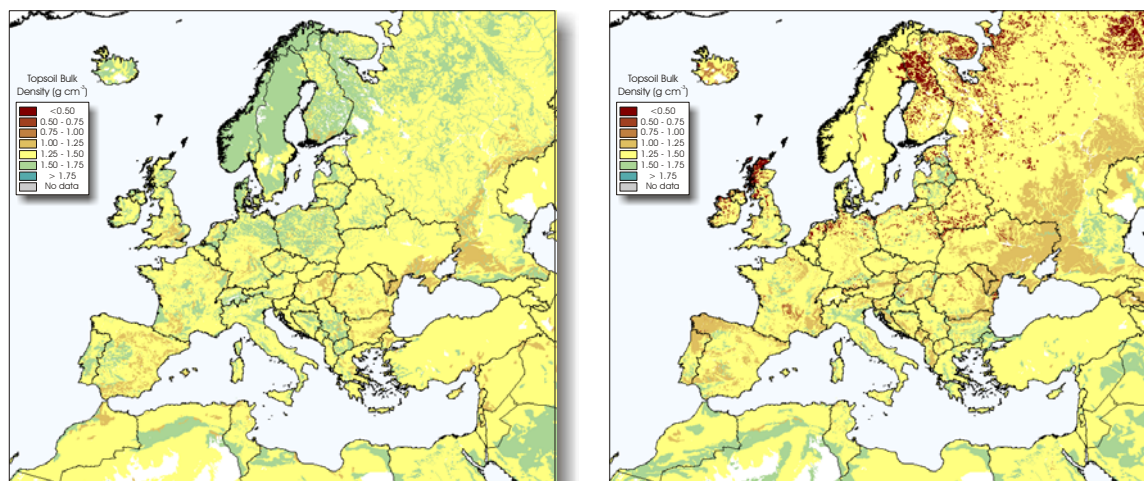 Topsoil Bulk
Density (g cm⁻³)
<0.50
0.50 - 0.75
0.75 - 1.00
1.00 - 1.25
1.25 - 1.50
1.50 - 1.75
> 1.75
No data
Topsoil Bulk
Density (g cm⁻³)
<0.50
0.50 - 0.75
0.75 - 1.00
1.00 - 1.25
1.25 - 1.50
1.50 - 1.75
> 1.75
No data